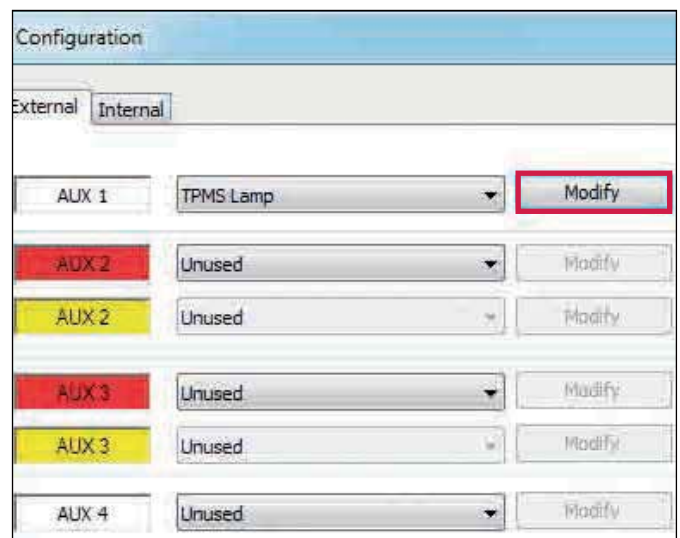 Configuration
External Internal
AUX 1 TPMS Lamp Modify
AUX 2 Unused Modify
AUX 2 Unused Modify
AUX 3 Unused Modify
AUX 3 Unused Modify
AUX 4 Unused Modify